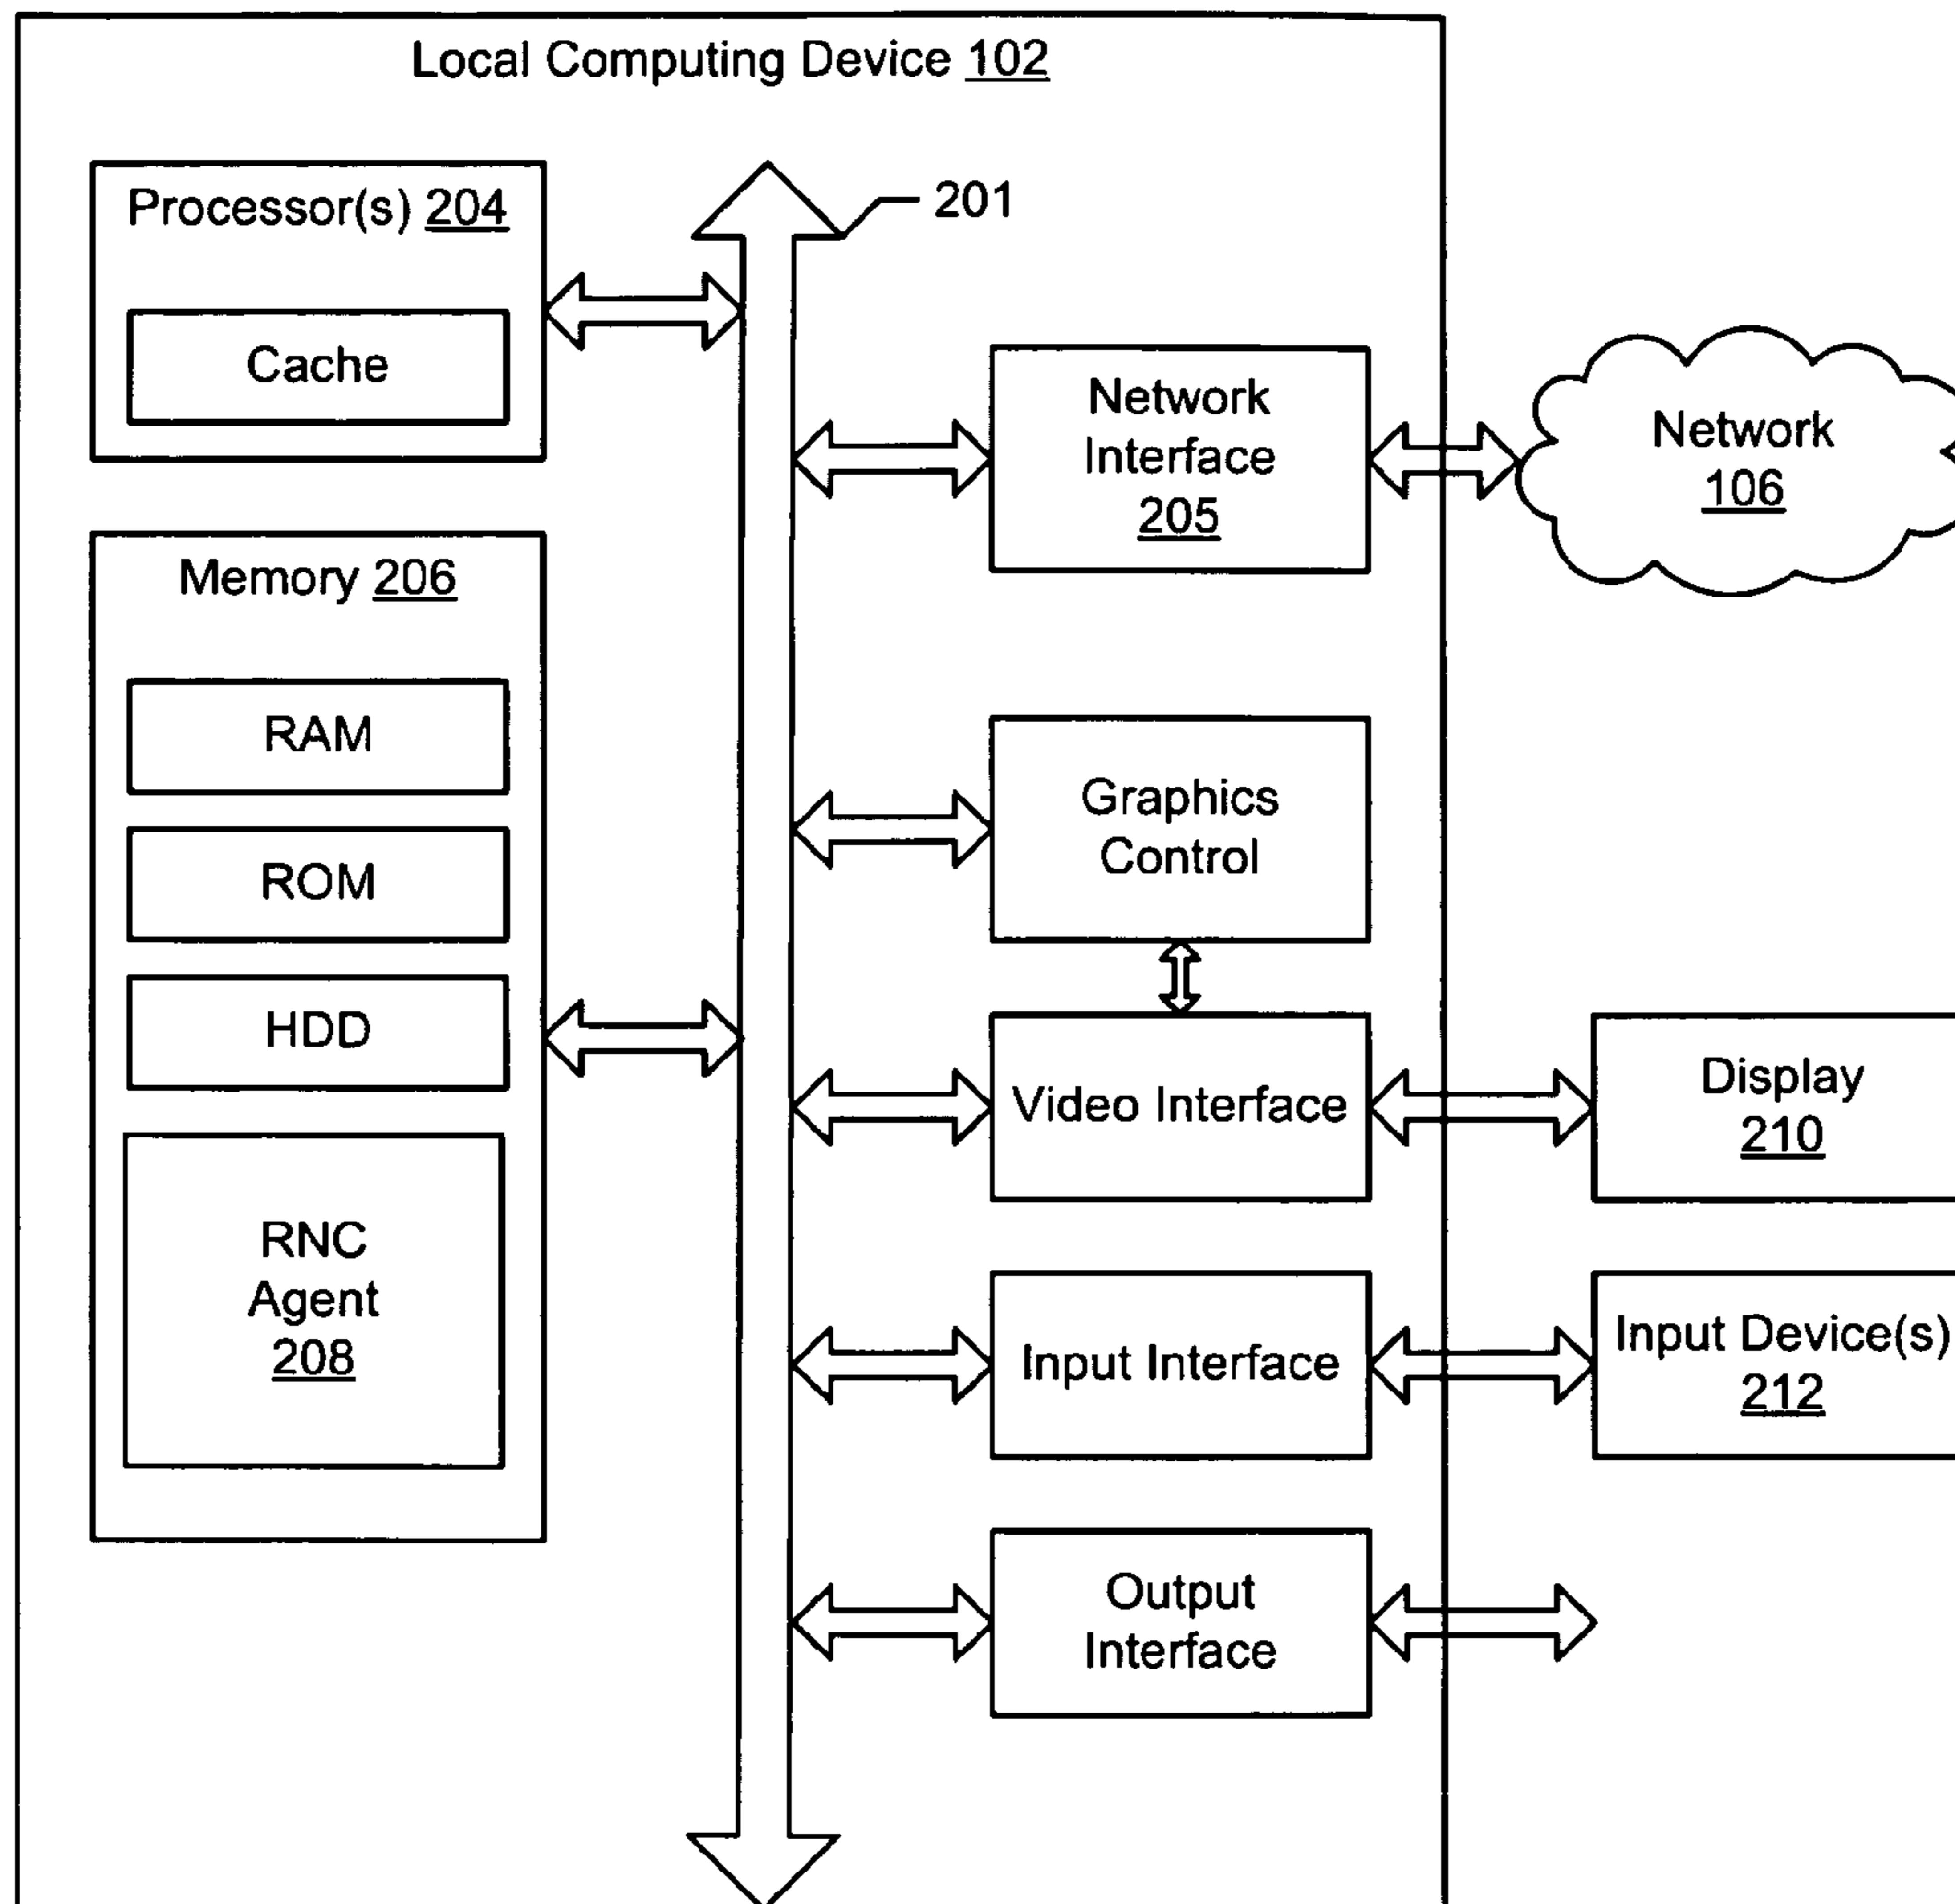 Local Computing Device 102
Processor(s) 204
201
Cache
Network
Interface
205
Network
106
Memory 206
RAM
ROM
HDD
RNC
Agent
208
Graphics
Control
Video Interface
Display
210
Input Interface
Input Device(s)
212
Output
Interface